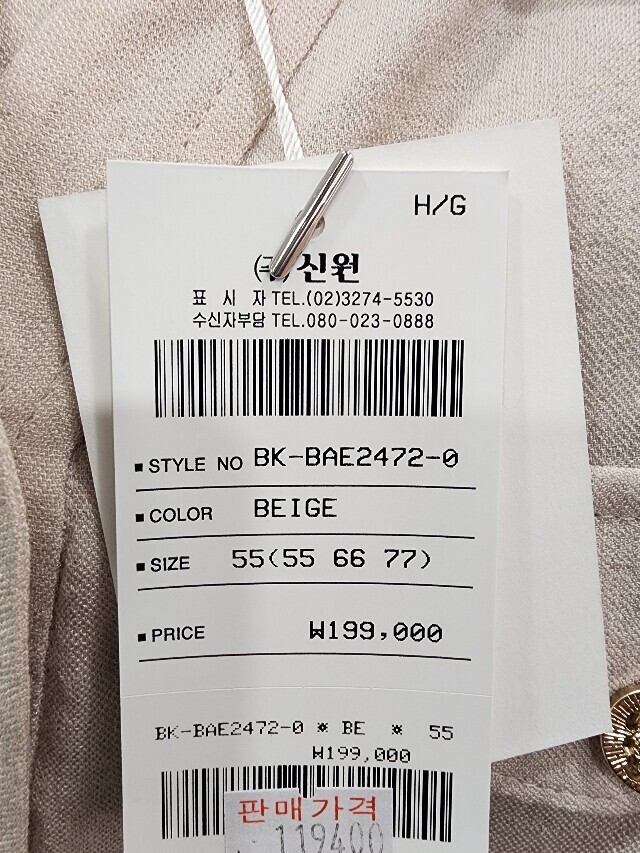 H/G
㈜신원
표 시 자 TEL.(02)3274-5530
수신자부담 TEL.080-023-0888
■ STYLE NO BK-BAE2472-0
■ COLOR BEIGE
■ SIZE 55(55 66 77)
■ PRICE ₩199,000
BK-BAE2472-0 * BE * 55
₩199,000
판매가격
119400